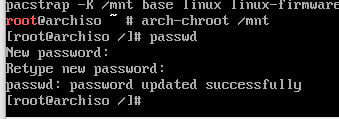 pacstrap -K /mnt base linux linux-firmware
root@archiso ~ # arch-chroot /mnt
[root@archiso /]# passwd
New password:
Retype new password:
passwd: password updated successfully
[root@archiso /]#